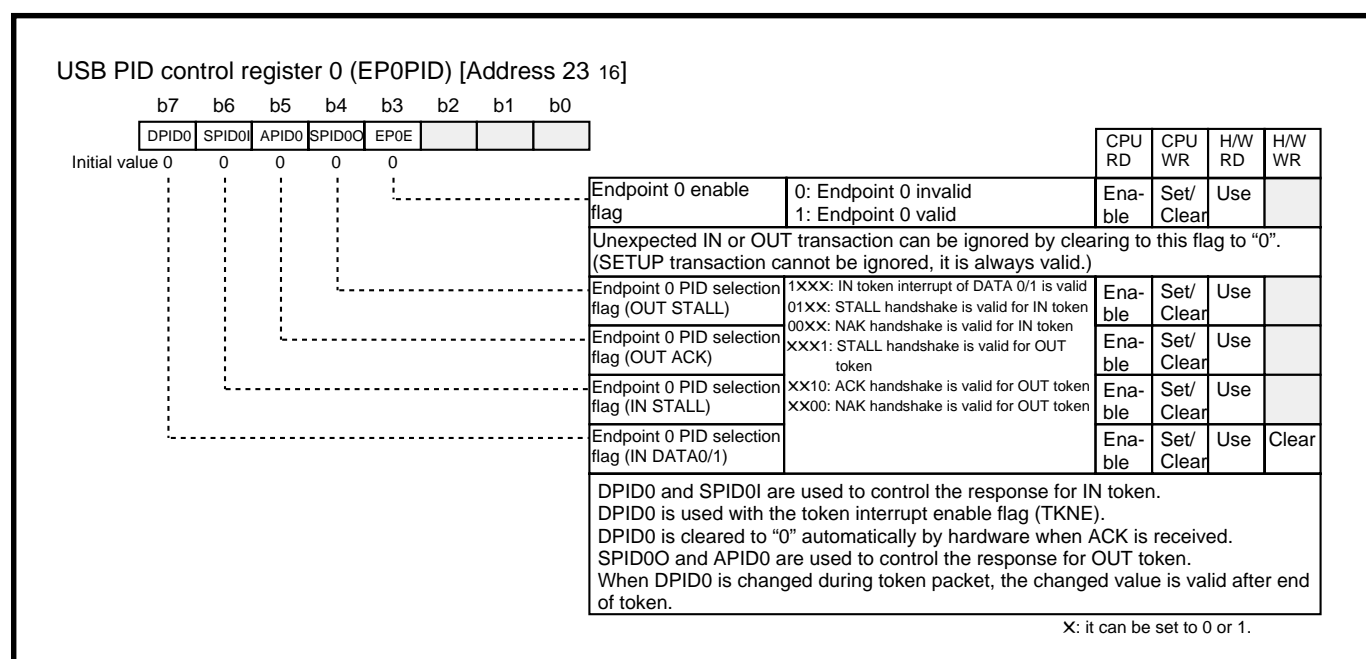 USB PID control register 0 (EP0PID) [Address 23 16]
b7 b6 b5 b4 b3 b2 b1 b0
DPID0 SPID0I APID0 SPID0O EP0E
Initial value 0 0 0 0 0
CPU RD
CPU WR
H/W RD
H/W WR
Endpoint 0 enable
flag
0: Endpoint 0 invalid
1: Endpoint 0 valid
Ena-
ble
Set/
Clear
Use
Unexpected IN or OUT transaction can be ignored by clearing to this flag to “0”.
(SETUP transaction cannot be ignored, it is always valid.)
Endpoint 0 PID selection
flag (OUT STALL)
1XXX: IN token interrupt of DATA 0/1 is valid
01XX: STALL handshake is valid for IN token
00XX: NAK handshake is valid for IN token
XXX1: STALL handshake is valid for OUT
token
XX10: ACK handshake is valid for OUT token
XX00: NAK handshake is valid for OUT token
Ena-
ble
Set/
Clear
Use
Endpoint 0 PID selection
flag (OUT ACK)
Ena-
ble
Set/
Clear
Use
Endpoint 0 PID selection
flag (IN STALL)
Ena-
ble
Set/
Clear
Use
Endpoint 0 PID selection
flag (IN DATA0/1)
Ena-
ble
Set/
Clear
Use
Clear
DPID0 and SPID0I are used to control the response for IN token.
DPID0 is used with the token interrupt enable flag (TKNE).
DPID0 is cleared to “0” automatically by hardware when ACK is received.
SPID0O and APID0 are used to control the response for OUT token.
When DPID0 is changed during token packet, the changed value is valid after end
of token.
X: it can be set to 0 or 1.